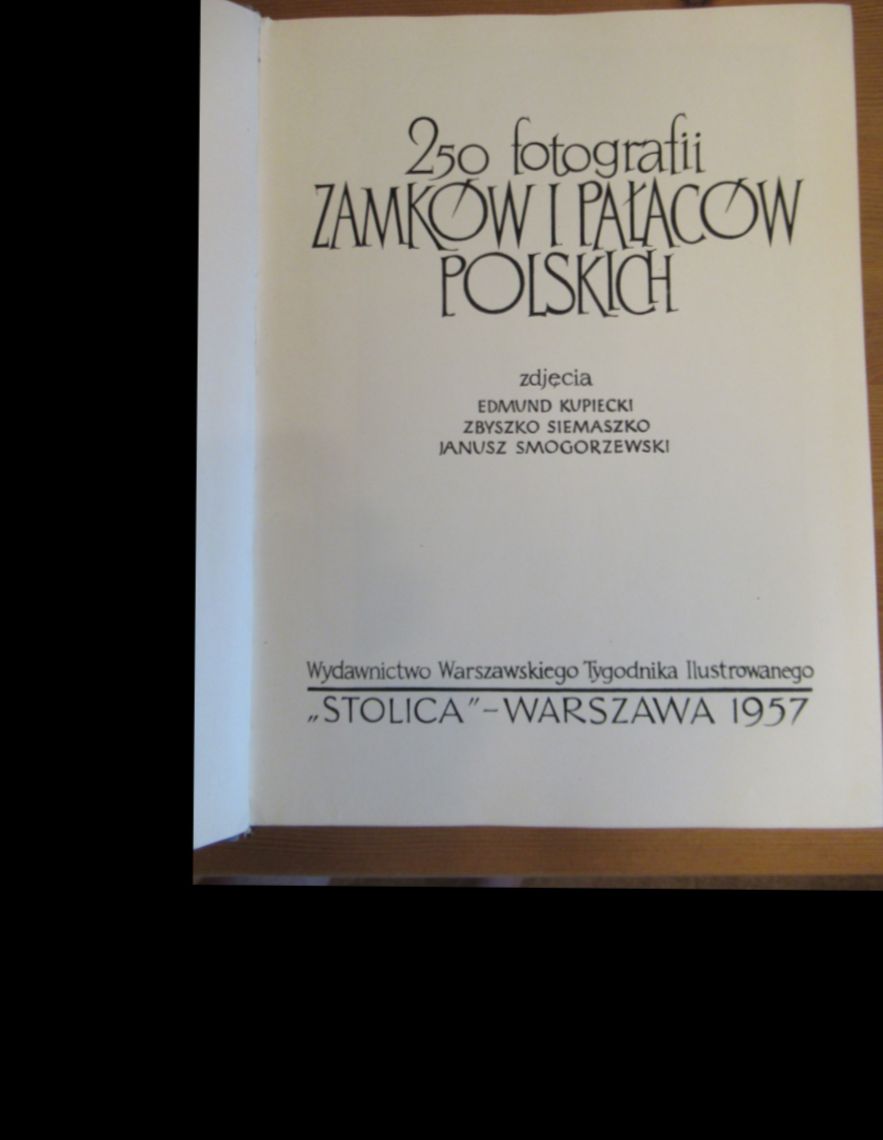 250 fotografii
ZAMKÓW I PAŁACÓW
POLSKICH
zdjęcia
EDMUND KUPIECKI
ZBYSZKO SIEMASZKO
JANUSZ SMOGORZEWSKI
Wydawnictwo Warszawskiego Tygodnika Ilustrowanego
„STOLICA” – WARSZAWA 1957